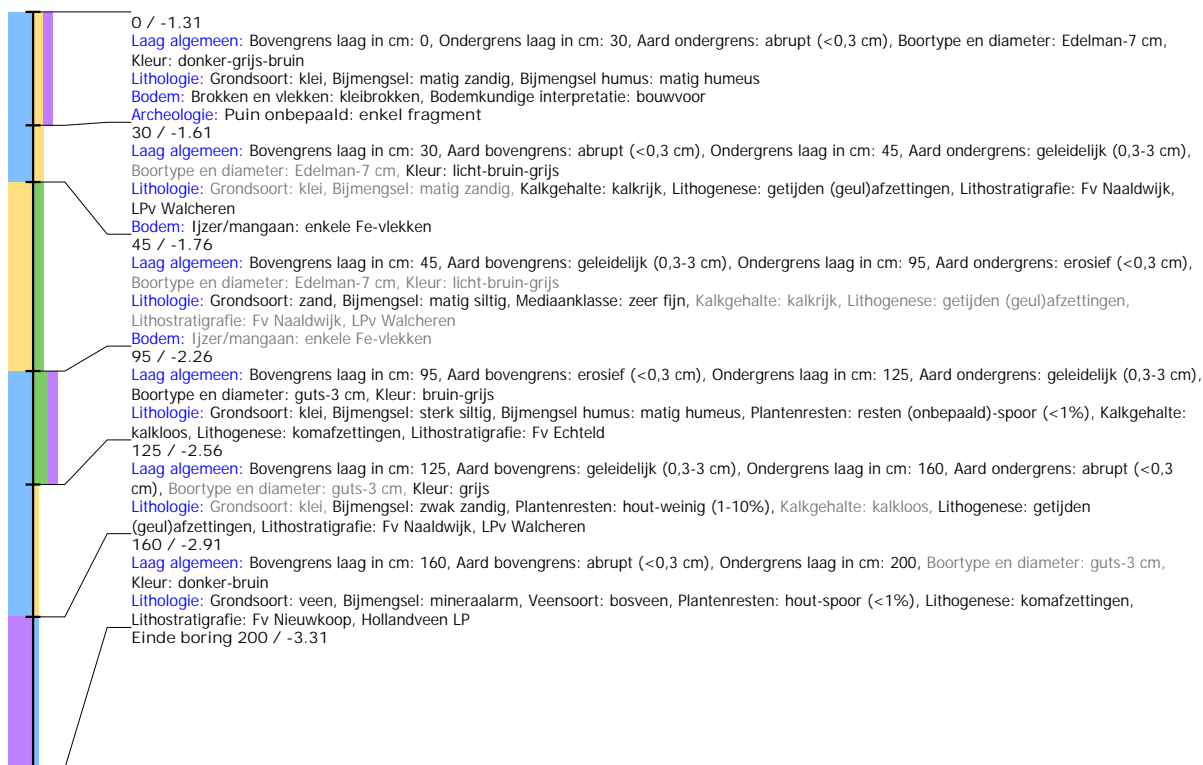 0 / -1.31
Laag algemeen: Bovengrens laag in cm: 0, Ondergrens laag in cm: 30, Aard ondergrens: abrupt (<0,3 cm), Boortype en diameter: Edelman-7 cm,
Kleur: donker-grijs-bruin
Lithologie: Grondsoort: klei, Bijmengsel: matig zandig, Bijmengsel humus: matig humeus
Bodem: Brokken en vlekken: kleibrokken, Bodemkundige interpretatie: bouwvoor
Archeologie: Puin onbepaald: enkel fragment
30 / -1.61
Laag algemeen: Bovengrens laag in cm: 30, Aard bovengrens: abrupt (<0,3 cm), Ondergrens laag in cm: 45, Aard ondergrens: geleidelijk (0,3-3 cm),
Boortype en diameter: Edelman-7 cm, Kleur: licht-bruin-grijs
Lithologie: Grondsoort: klei, Bijmengsel: matig zandig, Kalkgehalte: kalkrijk, Lithogenese: getijden (geul)afzettingen, Lithostratigrafie: Fv Naaldwijk,
LPv Walcheren
Bodem: Ijzer/mangaan: enkele Fe-vlekken
45 / -1.76
Laag algemeen: Bovengrens laag in cm: 45, Aard bovengrens: geleidelijk (0,3-3 cm), Ondergrens laag in cm: 95, Aard ondergrens: erosief (<0,3 cm),
Boortype en diameter: Edelman-7 cm, Kleur: licht-bruin-grijs
Lithologie: Grondsoort: zand, Bijmengsel: matig siltig, Mediaanklasse: zeer fijn, Kalkgehalte: kalkrijk, Lithogenese: getijden (geul)afzettingen,
Lithostratigrafie: Fv Naaldwijk, LPv Walcheren
Bodem: Ijzer/mangaan: enkele Fe-vlekken
95 / -2.26
Laag algemeen: Bovengrens laag in cm: 95, Aard bovengrens: erosief (<0,3 cm), Ondergrens laag in cm: 125, Aard ondergrens: geleidelijk (0,3-3 cm),
Boortype en diameter: guts-3 cm, Kleur: bruin-grijs
Lithologie: Grondsoort: klei, Bijmengsel: sterk siltig, Bijmengsel humus: matig humeus, Plantenresten: resten (onbepaald)-spoor (<1%), Kalkgehalte:
kalkloos, Lithogenese: komafzettingen, Lithostratigrafie: Fv Echteld
125 / -2.56
Laag algemeen: Bovengrens laag in cm: 125, Aard bovengrens: geleidelijk (0,3-3 cm), Ondergrens laag in cm: 160, Aard ondergrens: abrupt (<0,3
cm), Boortype en diameter: guts-3 cm, Kleur: grijs
Lithologie: Grondsoort: klei, Bijmengsel: zwak zandig, Plantenresten: hout-weinig (1-10%), Kalkgehalte: kalkloos, Lithogenese: getijden
(geul)afzettingen, Lithostratigrafie: Fv Naaldwijk, LPv Walcheren
160 / -2.91
Laag algemeen: Bovengrens laag in cm: 160, Aard bovengrens: abrupt (<0,3 cm), Ondergrens laag in cm: 200, Boortype en diameter: guts-3 cm,
Kleur: donker-bruin
Lithologie: Grondsoort: veen, Bijmengsel: mineraalarm, Veensoort: bosveen, Plantenresten: hout-spoor (<1%), Lithogenese: komafzettingen,
Lithostratigrafie: Fv Nieuwkoop, Hollandveen LP
Einde boring 200 / -3.31